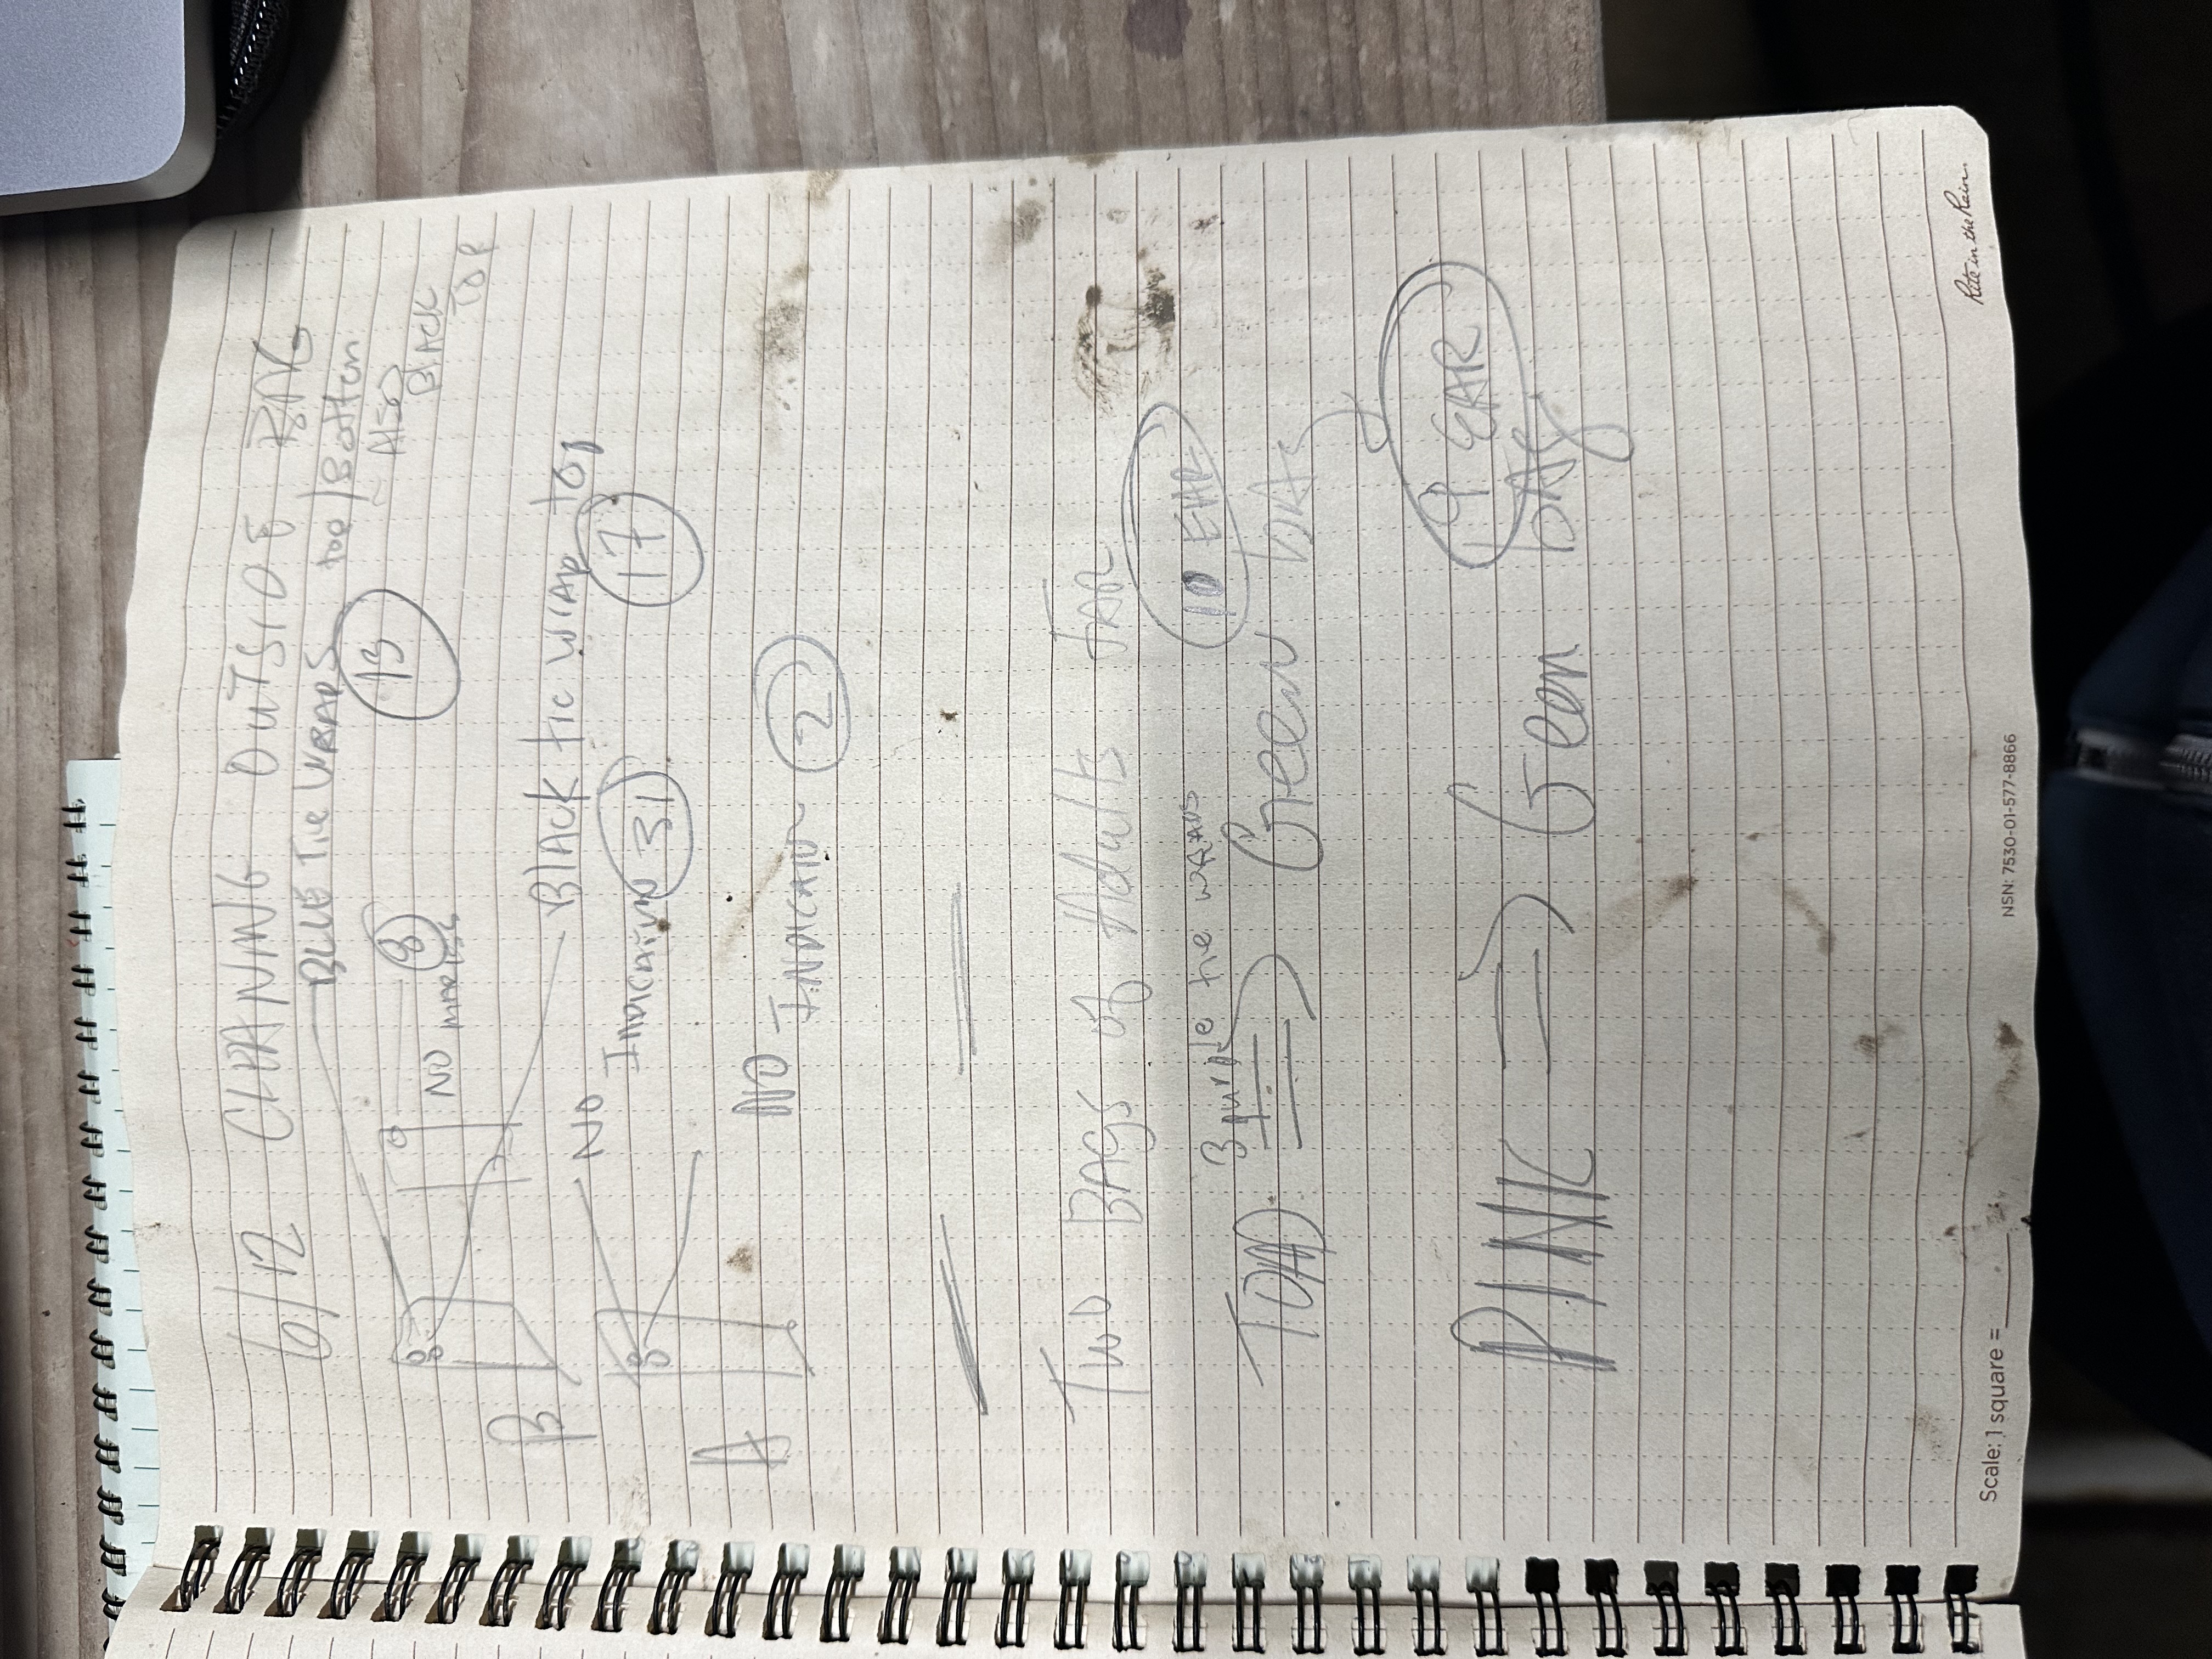 6/12 CLEANING OUTSIDE BAG
BLUE Tie WRAPS top/Bottom
- Also
BLACK
TOP
8
13
NO MARKS
B
BlAck tie wrap top
NO
INDICATION 31
17
A
NO
INDICATION 2
Two BAGS of Adults FAR
10 EAR
3 purple tie wraps
TOAD => Green bag
9 EAR
PINK => Geen bag
Scale: 1 square =______
NSN: 7530-01-577-8866
Rite in the Rain.